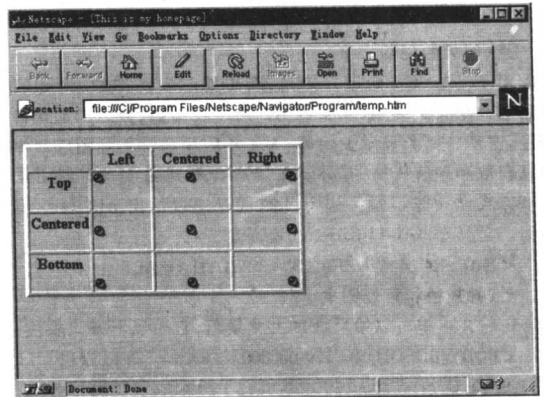 Netscape - [This is my homepage]
File Edit View Go Bookmarks Options Directory Window Help
Back Forward Home Edit Reload Images Open Print Find Stop
Location: file:///C|/Program Files/Netscape/Navigator/Program/temp.htm N
Left Centered Right
Top
Centered
Bottom
Document: Done